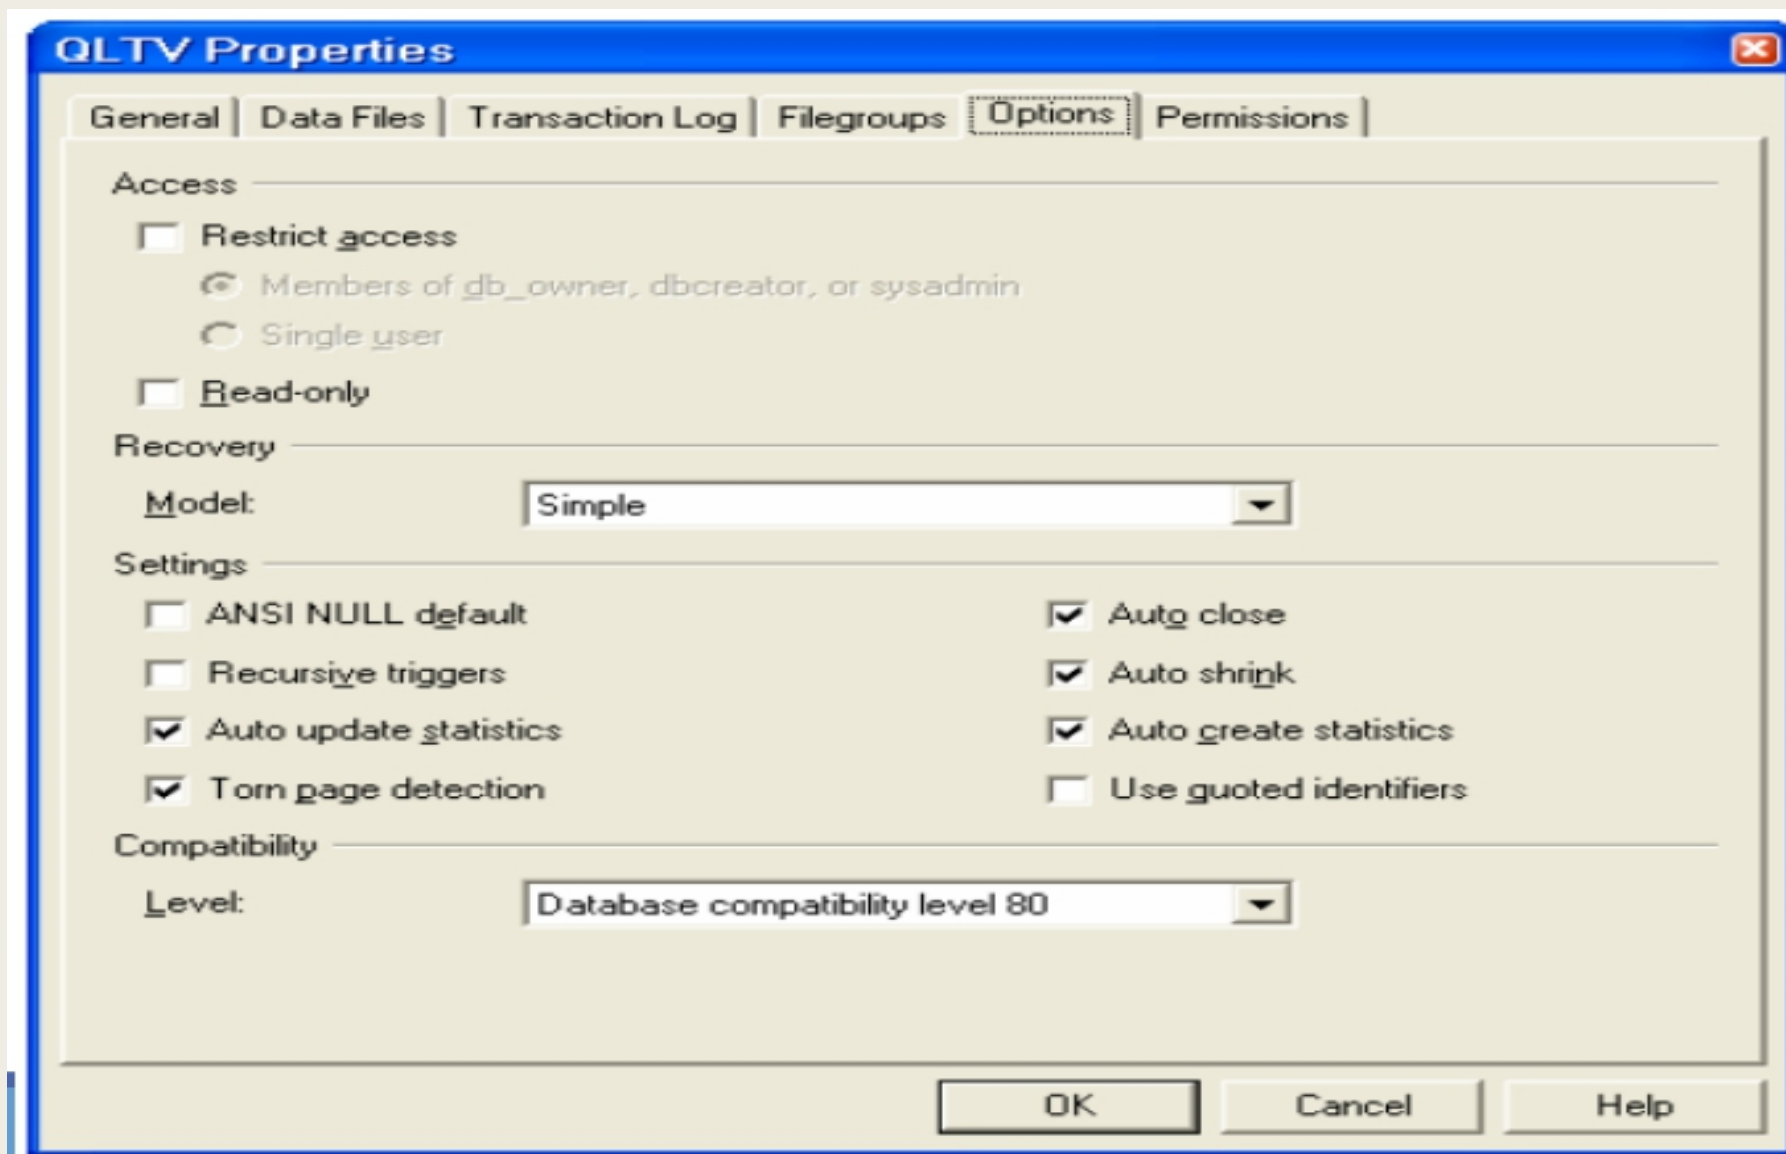 QLTV Properties
General Data Files Transaction Log Filegroups Options Permissions
Access
Restrict access
Members of db_owner, dbcreator, or sysadmin
Single user
Read-only
Recovery
Model: Simple
Settings
ANSI NULL default Auto close
Recursive triggers Auto shrink
Auto update statistics Auto create statistics
Torn page detection Use quoted identifiers
Compatibility
Level: Database compatibility level 80
OK Cancel Help